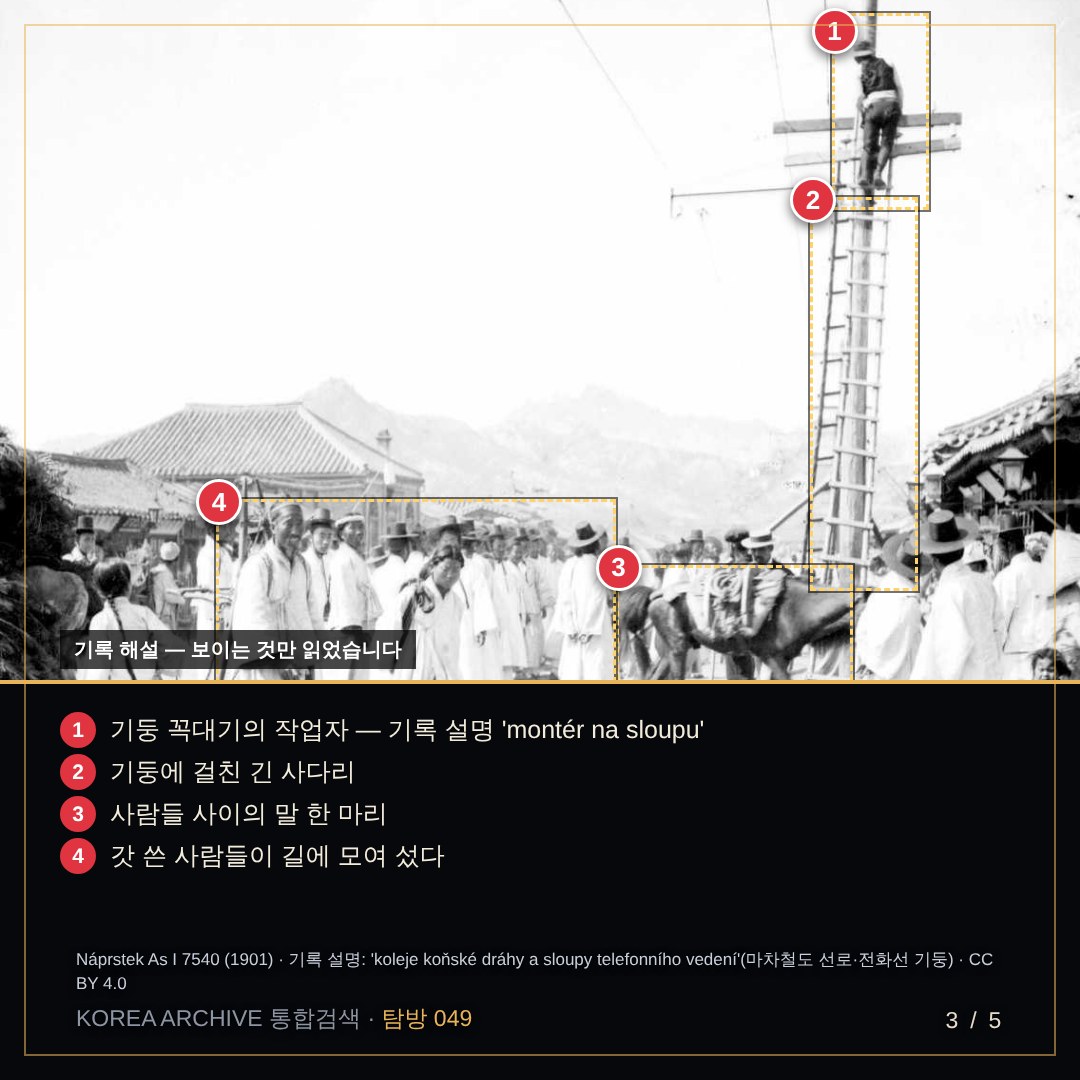 1
2
4
3
기록 해설 — 보이는 것만 읽었습니다
1 기둥 꼭대기의 작업자 — 기록 설명 'montér na sloupu'
2 기둥에 걸친 긴 사다리
3 사람들 사이의 말 한 마리
4 갓 쓴 사람들이 길에 모여 섰다
Náprstek As I 7540 (1901) · 기록 설명: 'koleje koňské dráhy a sloupy telefonního vedení'(마차철도 선로·전화선 기둥) · CC
BY 4.0
KOREA ARCHIVE 통합검색 · 탐방 049
3 / 5